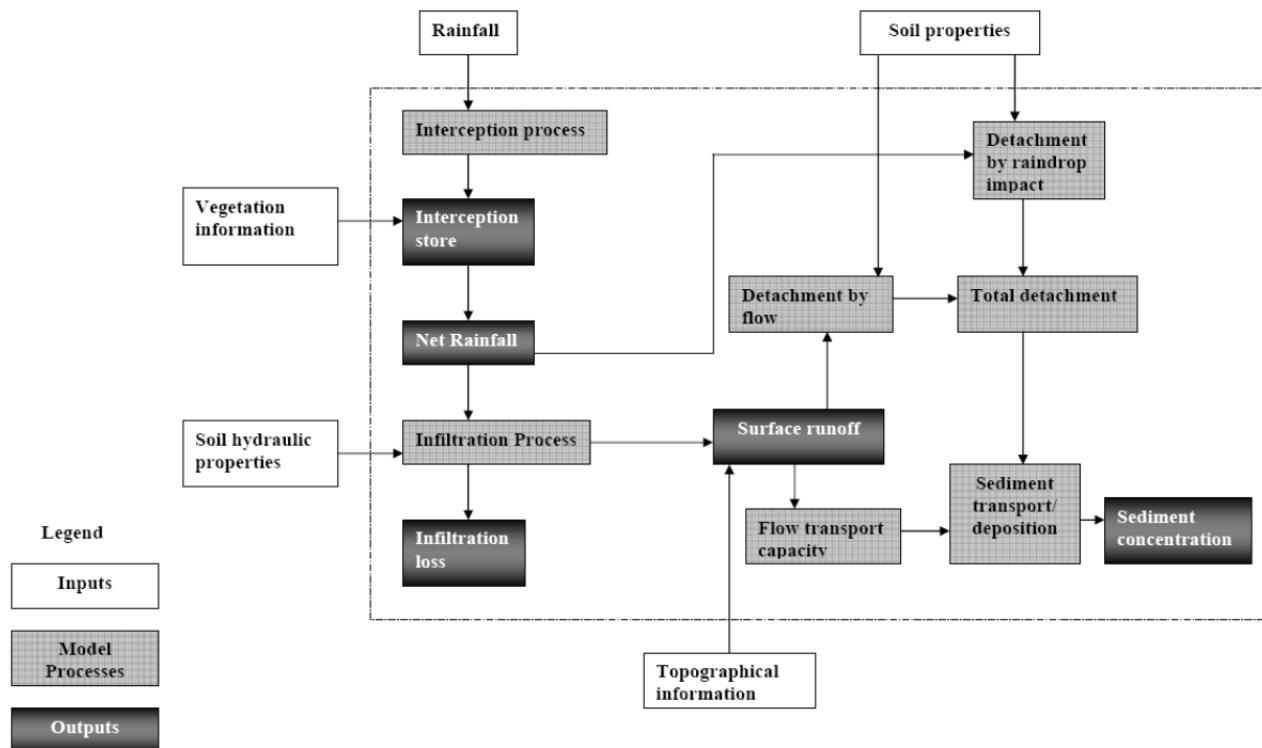 Rainfall
Soil properties
Interception process
Detachment by
raindrop
impact
Vegetation
information
Interception
store
Detachment by
flow
Total detachment
Net Rainfall
Soil hydraulic
properties
Infiltration Process
Surface runoff
Sediment
transport/
deposition
Flow transport
capacity
Sediment
concentration
Infiltration
loss
Legend
Inputs
Model
Processes
Outputs
Topographical
information